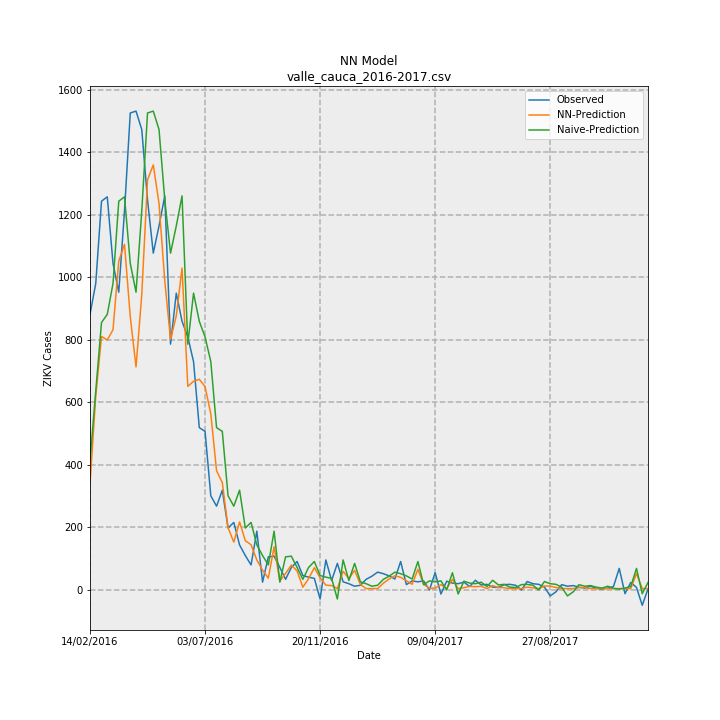 NN Model
valle_cauca_2016-2017.csv
Observed
NN-Prediction
Naive-Prediction
1600
1400
1200
1000
800
600
400
200
0
ZIKV Cases
14/02/2016
03/07/2016
20/11/2016
09/04/2017
27/08/2017
Date